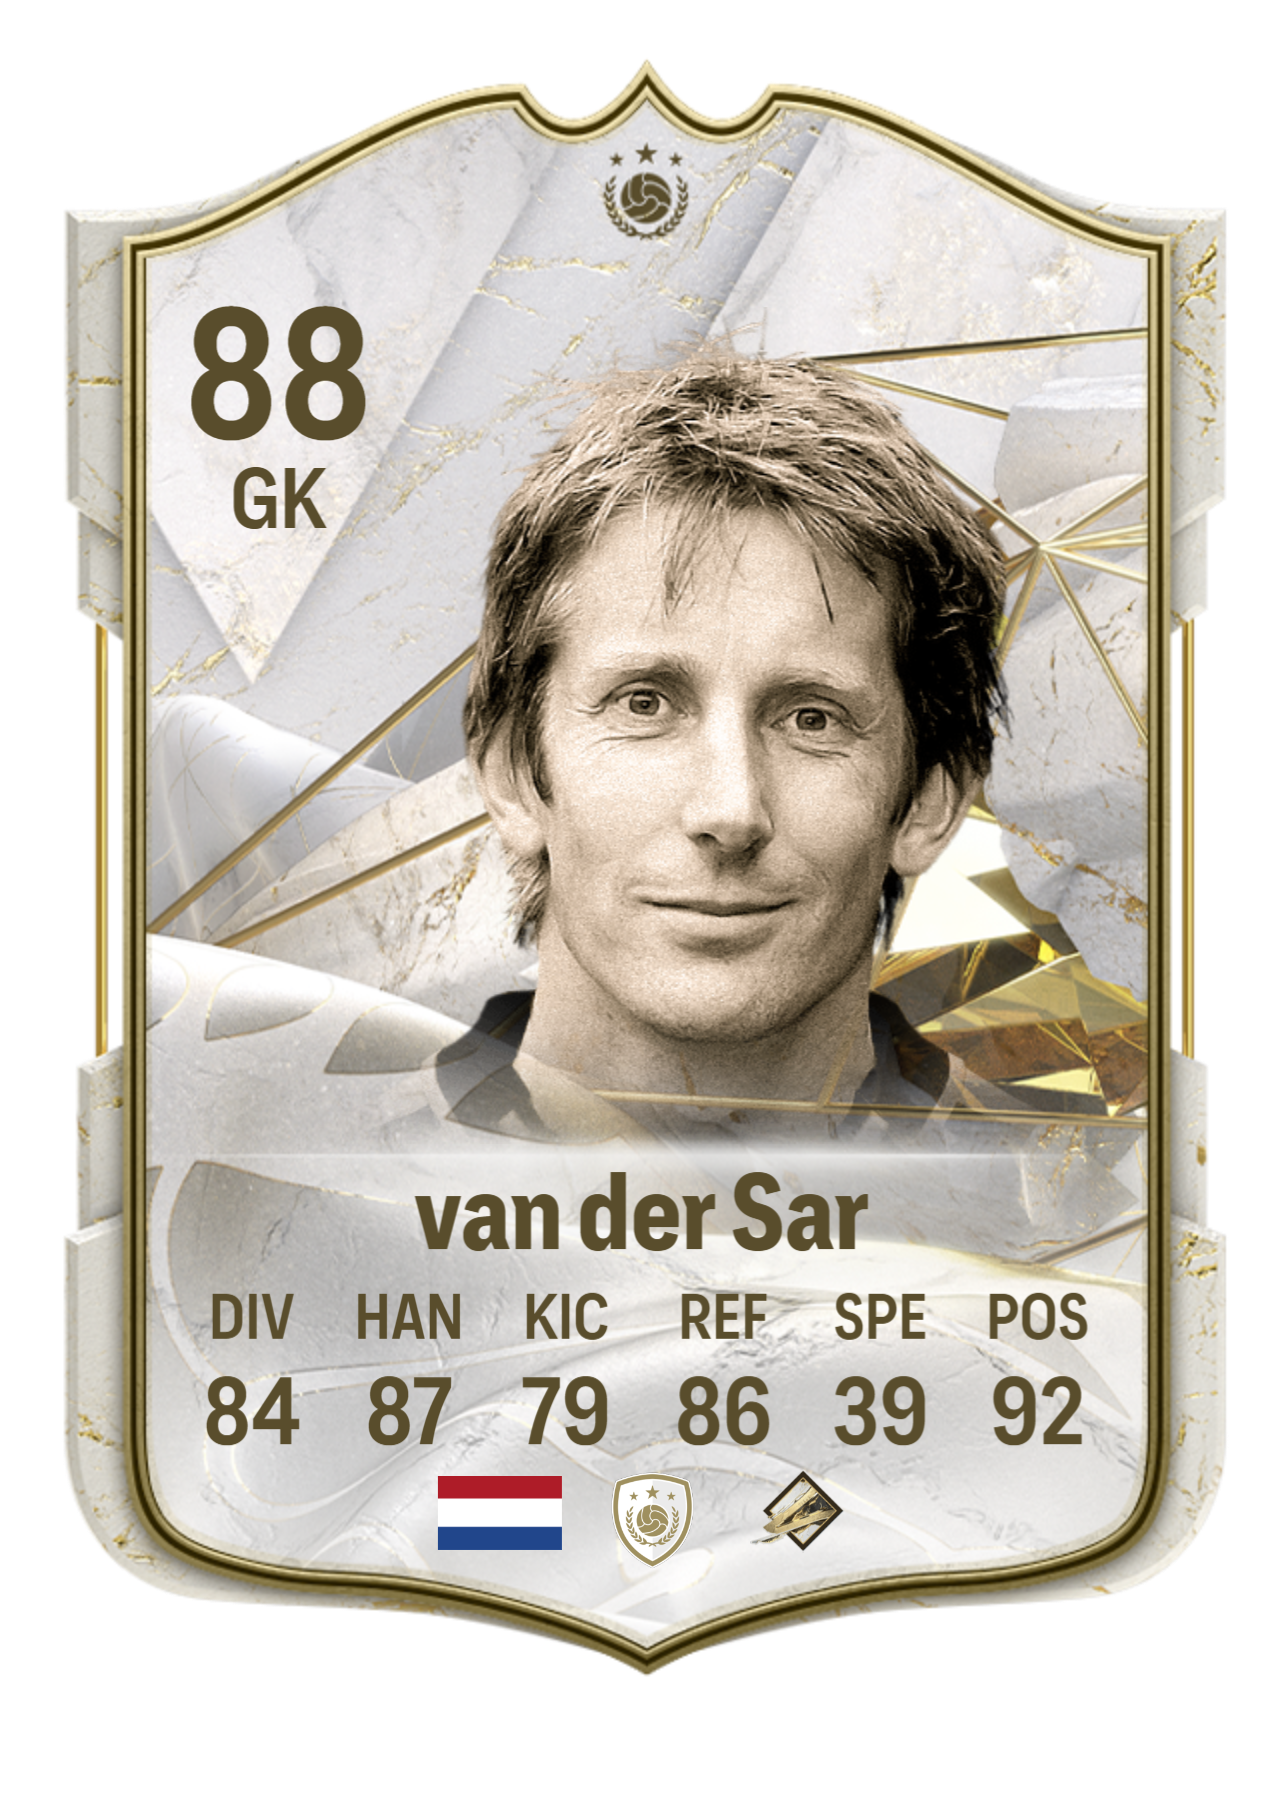 88
GK
van der Sar
DIV HAN KIC REF SPE POS
84 87 79 86 39 92